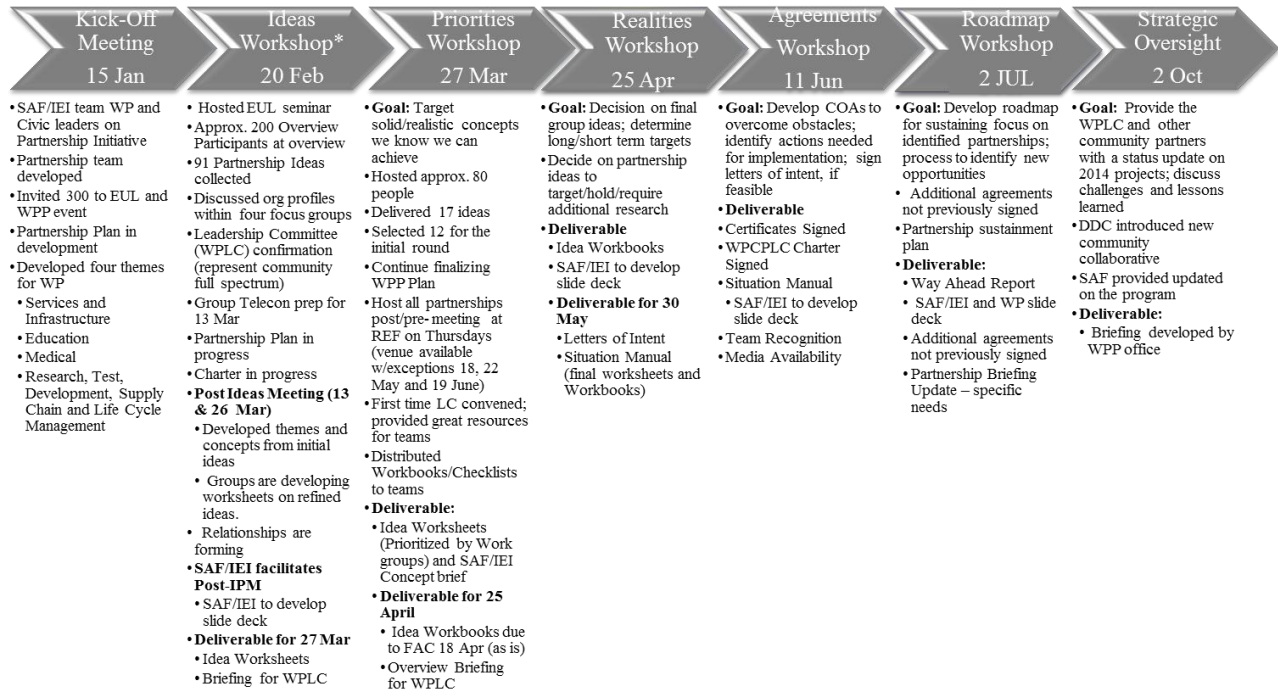 Kick-Off
Meeting
15 Jan
•SAF/IEI team WP and
Civic leaders on
Partnership Initiative
•Partnership team
developed
•Invited 300 to EUL and
WPP event
•Partnership Plan in
development
•Developed four themes
for WP
•Services and
Infrastructure
•Education
•Medical
•Research, Test,
Development, Supply
Chain and Life Cycle
Management
Ideas
Workshop*
20 Feb
• Hosted EUL seminar
•Approx. 200 Overview
Participants at overview
•91 Partnership Ideas
collected
•Discussed org profiles
within four focus groups
•Leadership Committee
(WPLC) confirmation
(represent community
full spectrum)
•Group Telecon prep for
13 Mar
•Partnership Plan in
progress
•Charter in progress
•Post Ideas Meeting (13
& 26 Mar)
•Developed themes and
concepts from initial
ideas
• Groups are developing
worksheets on refined
ideas.
• Relationships are
forming
•SAF/IEI facilitates
Post-IPM
•SAF/IEI to develop
slide deck
•Deliverable for 27 Mar
•Idea Worksheets
•Briefing for WPLC
Priorities
Workshop
27 Mar
•Goal: Target
solid/realistic concepts
we know we can
achieve
•Hosted approx. 80
people
•Delivered 17 ideas
•Selected 12 for the
initial round
•Continue finalizing
WPP Plan
•Host all partnerships
post/pre-meeting at
REF on Thursdays
(venue available
w/exceptions 18, 22
May and 19 June)
•First time LC convened;
provided great resources
for teams
•Distributed
Workbooks/Checklists
to teams
•Deliverable:
•Idea Worksheets
(Prioritized by Work
groups) and SAF/IEI
Concept brief
•Deliverable for 25
April
• Idea Workbooks due
to FAC 18 Apr (as is)
•Overview Briefing
for WPLC
Realities
Workshop
25 Apr
•Goal: Decision on final
group ideas; determine
long/short term targets
•Decide on partnership
ideas to
target/hold/require
additional research
•Deliverable
•Idea Workbooks
•SAF/IEI to develop
slide deck
•Deliverable for 30
May
•Letters of Intent
•Situation Manual
(final worksheets and
Workbooks)
Agreements
Workshop
11 Jun
•Goal: Develop COAs to
overcome obstacles;
identify actions needed
for implementation; sign
letters of intent, if
feasible
•Deliverable
•Certificates Signed
•WPCPLC Charter
Signed
•Situation Manual
•SAF/IEI to develop
slide deck
•Team Recognition
•Media Availability
Roadmap
Workshop
2 JUL
•Goal: Develop roadmap
for sustaining focus on
identified partnerships;
process to identify new
opportunities
• Additional agreements
not previously signed
•Partnership sustainment
plan
•Deliverable:
•Way Ahead Report
• SAF/IEI and WP slide
deck
•Additional agreements
not previously signed
•Partnership Briefing
Update – specific
needs
Strategic
Oversight
2 Oct
•Goal: Provide the
WPLC and other
community partners
with a status update on
2014 projects; discuss
challenges and lessons
learned
•DDC introduced new
community
collaborative
•SAF provided updated
on the program
•Deliverable:
• Briefing developed by
WPP office